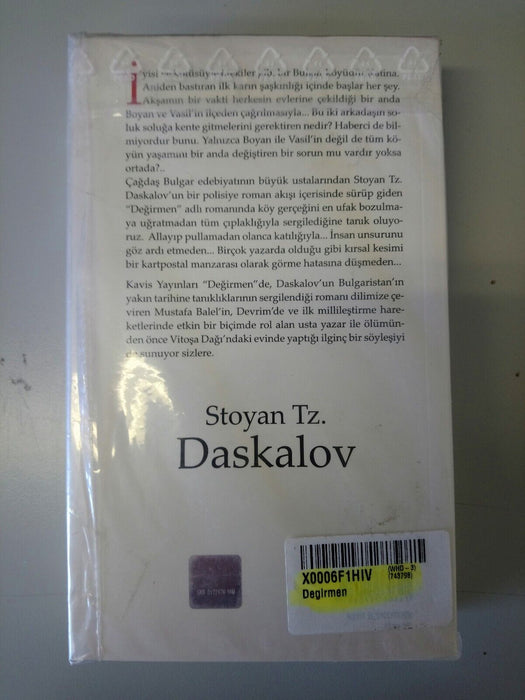 Aniden bastıran ilk karın şaşkınlığı içinde başlar her şey.
Akşamın bir vakti herkesin evlerine çekildiği bir anda
Boyan ve Vasil'in ilçeden çağrılmasıyla... Bu iki arkadaşın so-
luk soluğa kente gitmelerini gerektiren nedir? Haberci de bil-
miyordur bunu. Yalnızca Boyan ile Vasil'in değil de tüm kö-
yün yaşamını bir anda değiştiren bir sorun mu vardır yoksa
ortada?..
Çağdaş Bulgar edebiyatının büyük ustalarından Stoyan Tz.
Daskalov'un bir polisiye roman akışı içerisinde sürüp giden
"Değirmen" adlı romanında köy gerçeğini en ufak bozulma-
ya uğratmadan tüm çıplaklığıyla sergilediğine tanık oluyo-
ruz. Allayıp pullamadan olanca katılığıyla... İnsan unsurunu
göz ardı etmeden... Birçok yazarda olduğu gibi kırsal kesimi
bir kartpostal manzarası olarak görme hatasına düşmeden...
Kavis Yayınları "Değirmen"de, Daskalov'un Bulgaristan'ın
yakın tarihine tanıklıklarının sergilendiği romanı dilimize çe-
viren Mustafa Balel'in, Devrim'de ve ilk millileştirme hare-
ketlerinde etkin bir biçimde rol alan usta yazar ile ölümün-
den önce Vitoşa Dağı'ndaki evinde yaptığı ilginç bir söyleşiyi
de sunuyor sizlere.
Stoyan Tz.
Daskalov
X0006F1HIV
(WHD - 3)
Degirmen